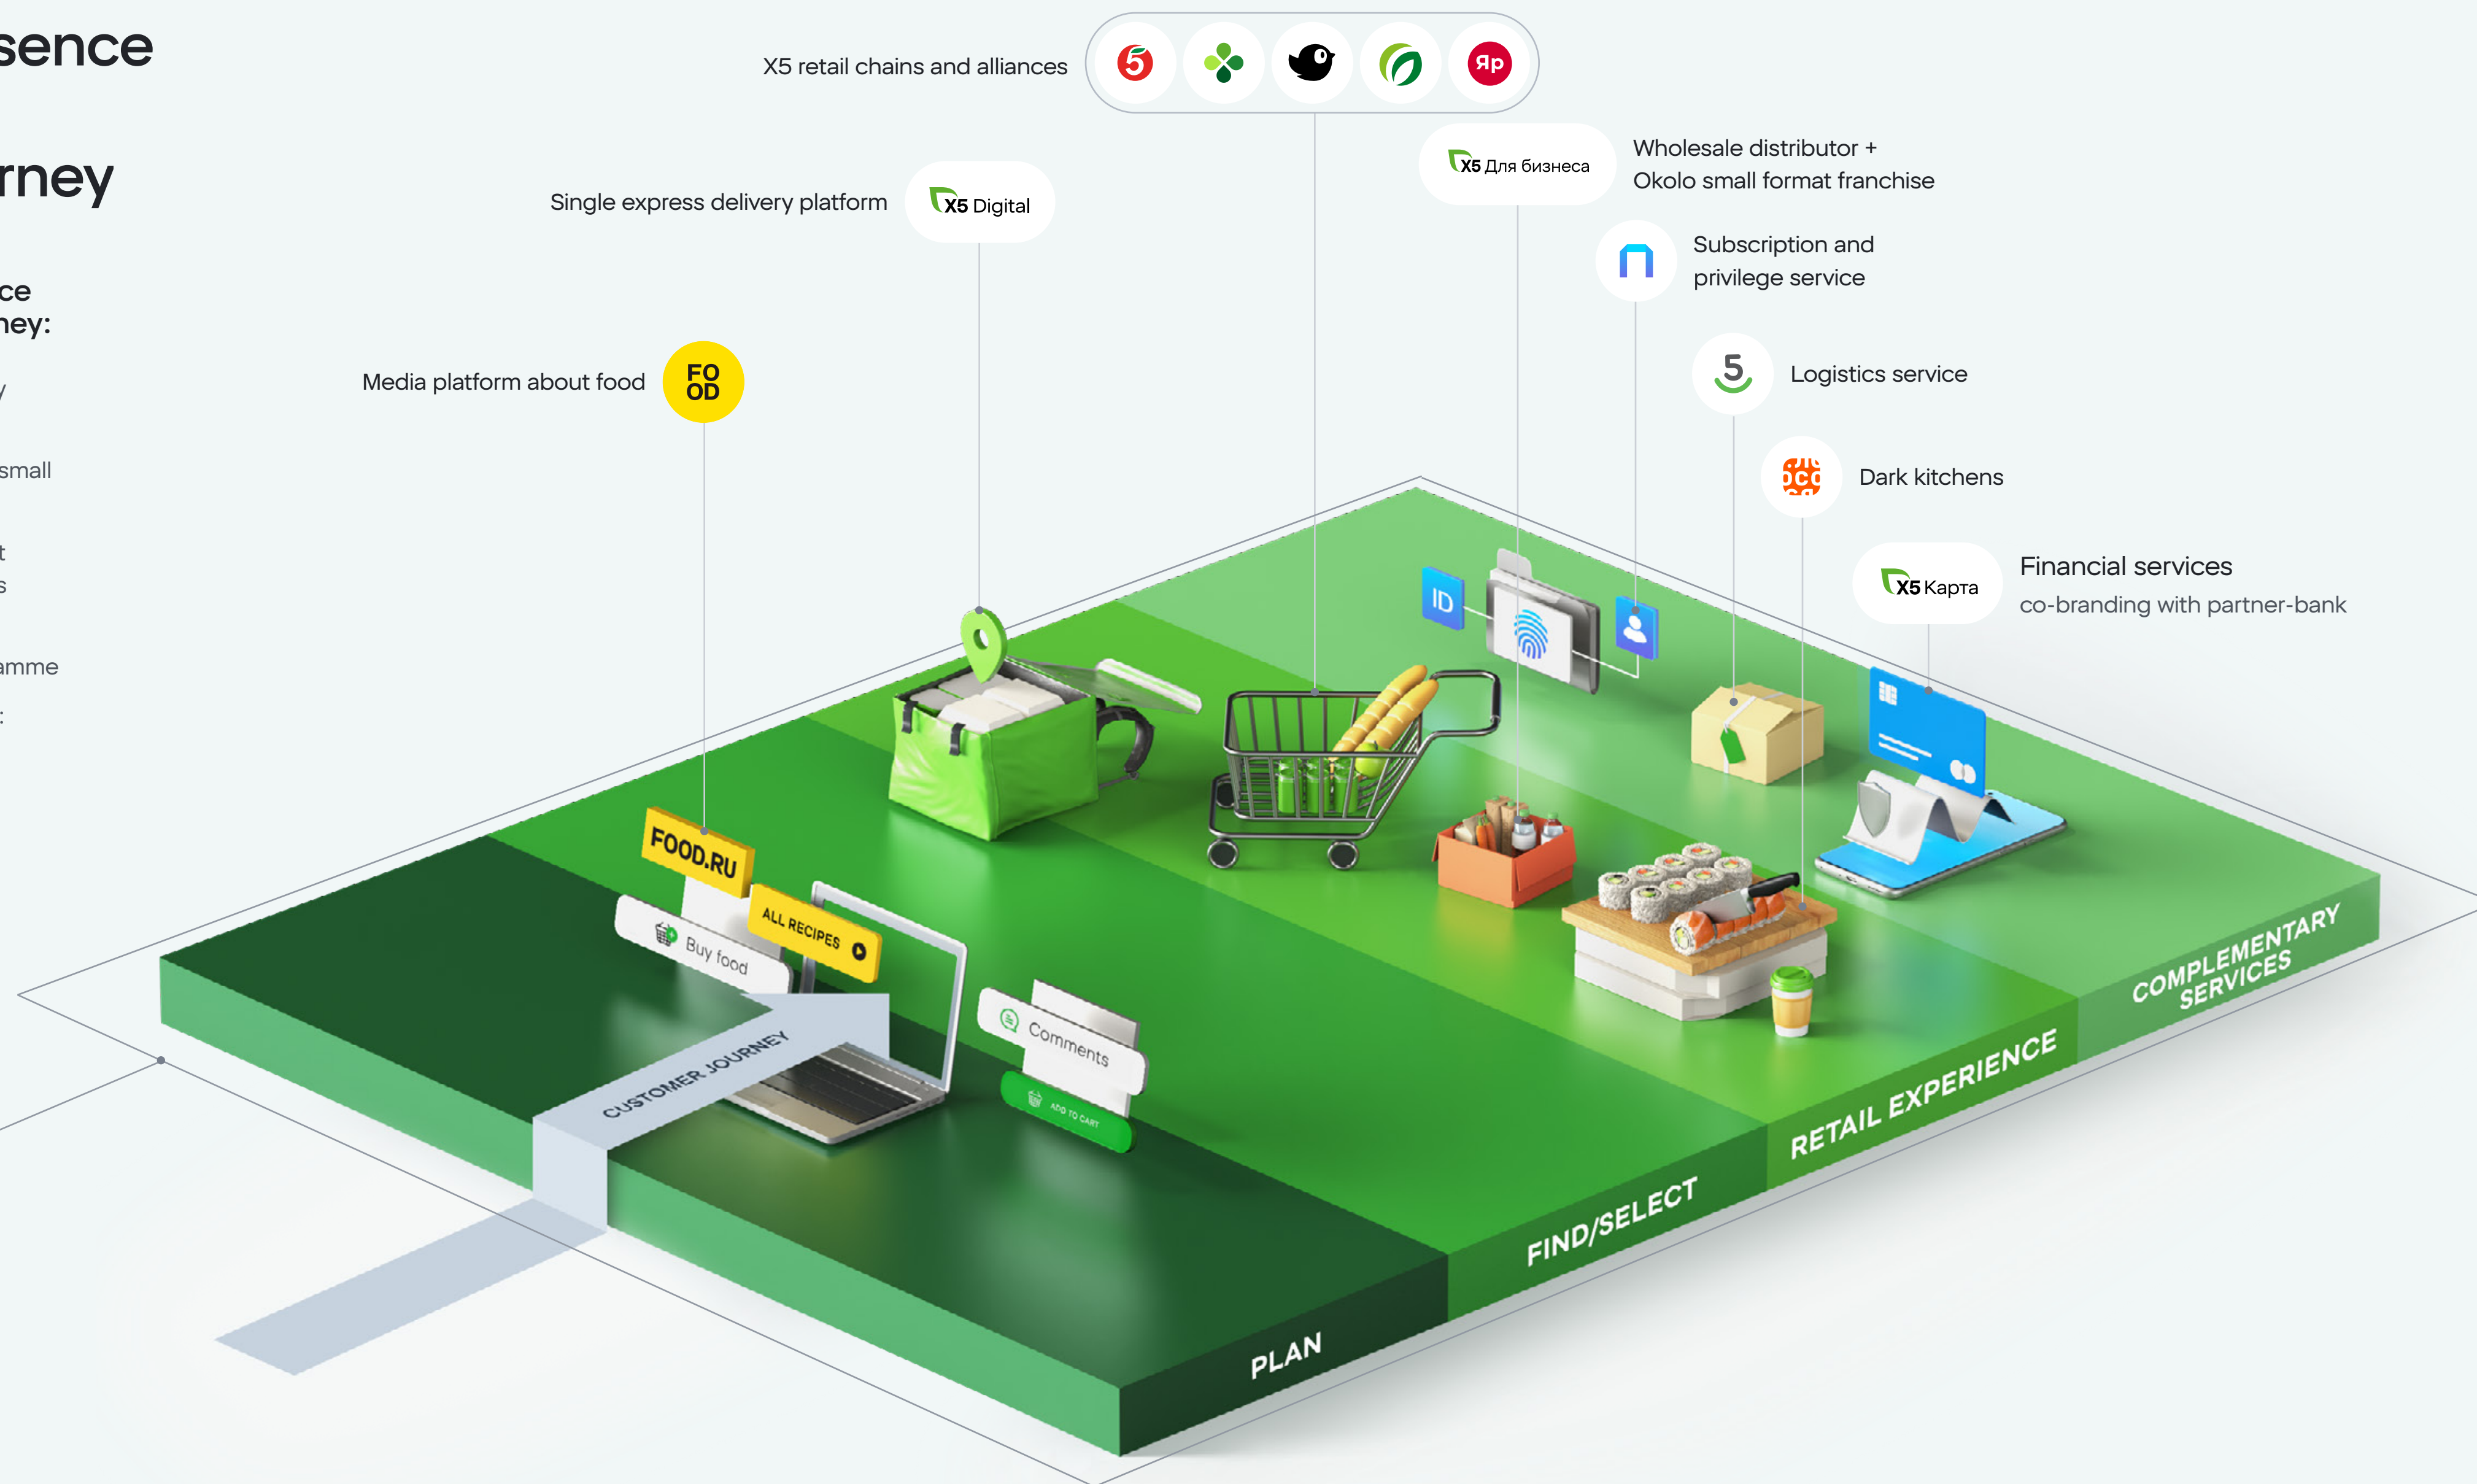 sence
rney
ce
ney:
y
small
t
s
amme
:
X5 retail chains and alliances
5
Яр
Single express delivery platform
X5 Digital
X5 Для бизнеса
Wholesale distributor +
Okolo small format franchise
Subscription and
privilege service
Media platform about food
FO
OD
5
Logistics service
Dark kitchens
X5 Карта
Financial services
co-branding with partner-bank
ID
FOOD.RU
ALL RECIPES
Buy food
Comments
ADD TO CART
CUSTOMER JOURNEY
PLAN
FIND/SELECT
RETAIL EXPERIENCE
COMPLEMENTARY
SERVICES